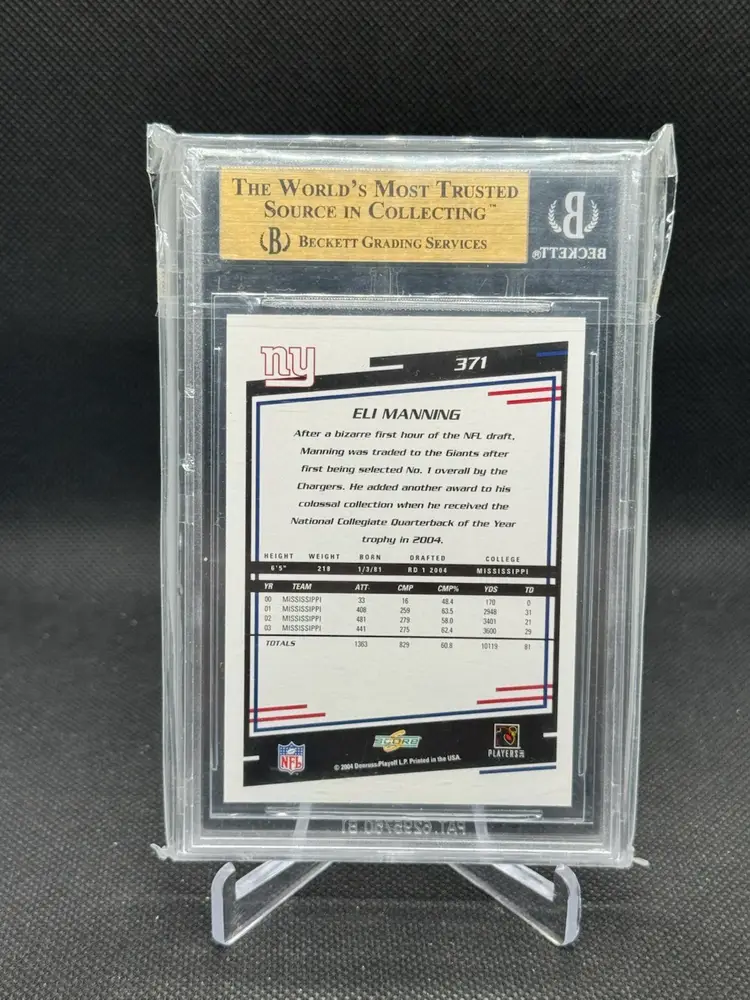 THE WORLD'S MOST TRUSTED
SOURCE IN COLLECTING™
B BECKETT GRADING SERVICES
B
BECKETT®
ny
371
ELI MANNING
After a bizarre first hour of the NFL draft,
Manning was traded to the Giants after
first being selected No. 1 overall by the
Chargers. He added another award to his
colossal collection when he received the
National Collegiate Quarterback of the Year
trophy in 2004.
HEIGHT WEIGHT BORN DRAFTED COLLEGE
6'5" 218 1/3/81 RD 1 2004 MISSISSIPPI
YR TEAM ATT. CMP CMP% YDS TD
00 MISSISSIPPI 33 16 48.4 170 0
01 MISSISSIPPI 408 259 63.5 2948 31
02 MISSISSIPPI 481 279 58.0 3401 21
03 MISSISSIPPI 441 275 62.4 3600 29
TOTALS 1363 829 60.8 10119 81
NFL
SCORE
PLAYERS INC
© 2004 Donruss/Playoff L.P. Printed in the USA.